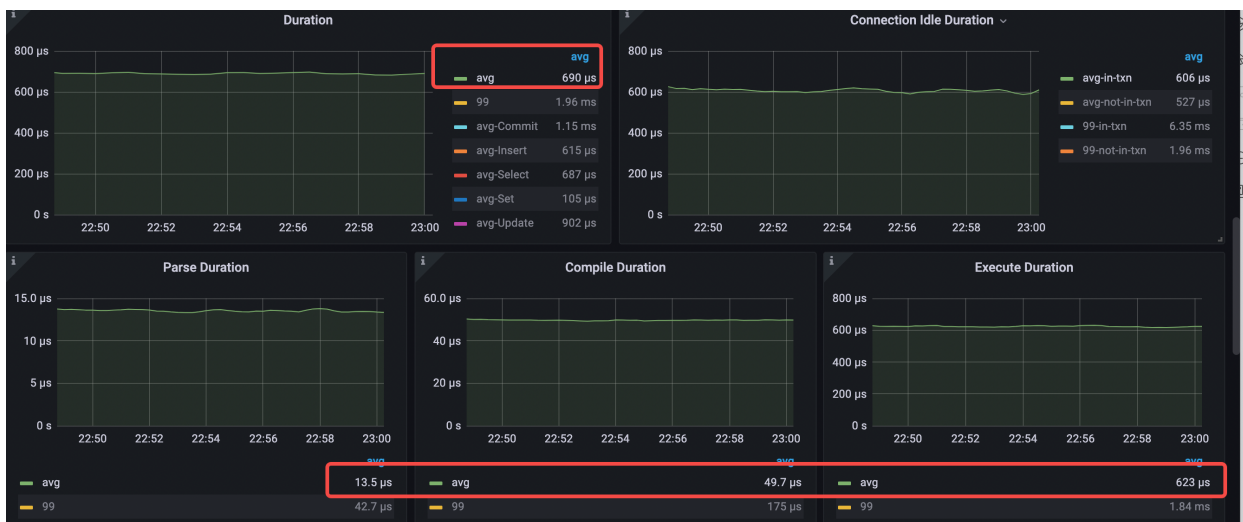 Duration
800 µs
600 µs
400 µs
200 µs
0 s
22:50 22:52 22:54 22:56 22:58 23:00
avg
avg 690 µs
99 1.96 ms
avg-Commit 1.15 ms
avg-Insert 615 µs
avg-Select 687 µs
avg-Set 105 µs
avg-Update 902 µs
Connection Idle Duration
800 µs
600 µs
400 µs
200 µs
0 s
22:50 22:52 22:54 22:56 22:58 23:00
avg
avg-in-txn 606 µs
avg-not-in-txn 527 µs
99-in-txn 6.35 ms
99-not-in-txn 1.96 ms
Parse Duration
15.0 µs
10 µs
5 µs
0 s
22:50 22:52 22:54 22:56 22:58 23:00
avg
avg 13.5 µs
99 42.7 µs
Compile Duration
60.0 µs
40 µs
20 µs
0 s
22:50 22:52 22:54 22:56 22:58 23:00
avg
avg 49.7 µs
99 175 µs
Execute Duration
800 µs
600 µs
400 µs
200 µs
0 s
22:50 22:52 22:54 22:56 22:58 23:00
avg
avg 623 µs
99 1.84 ms